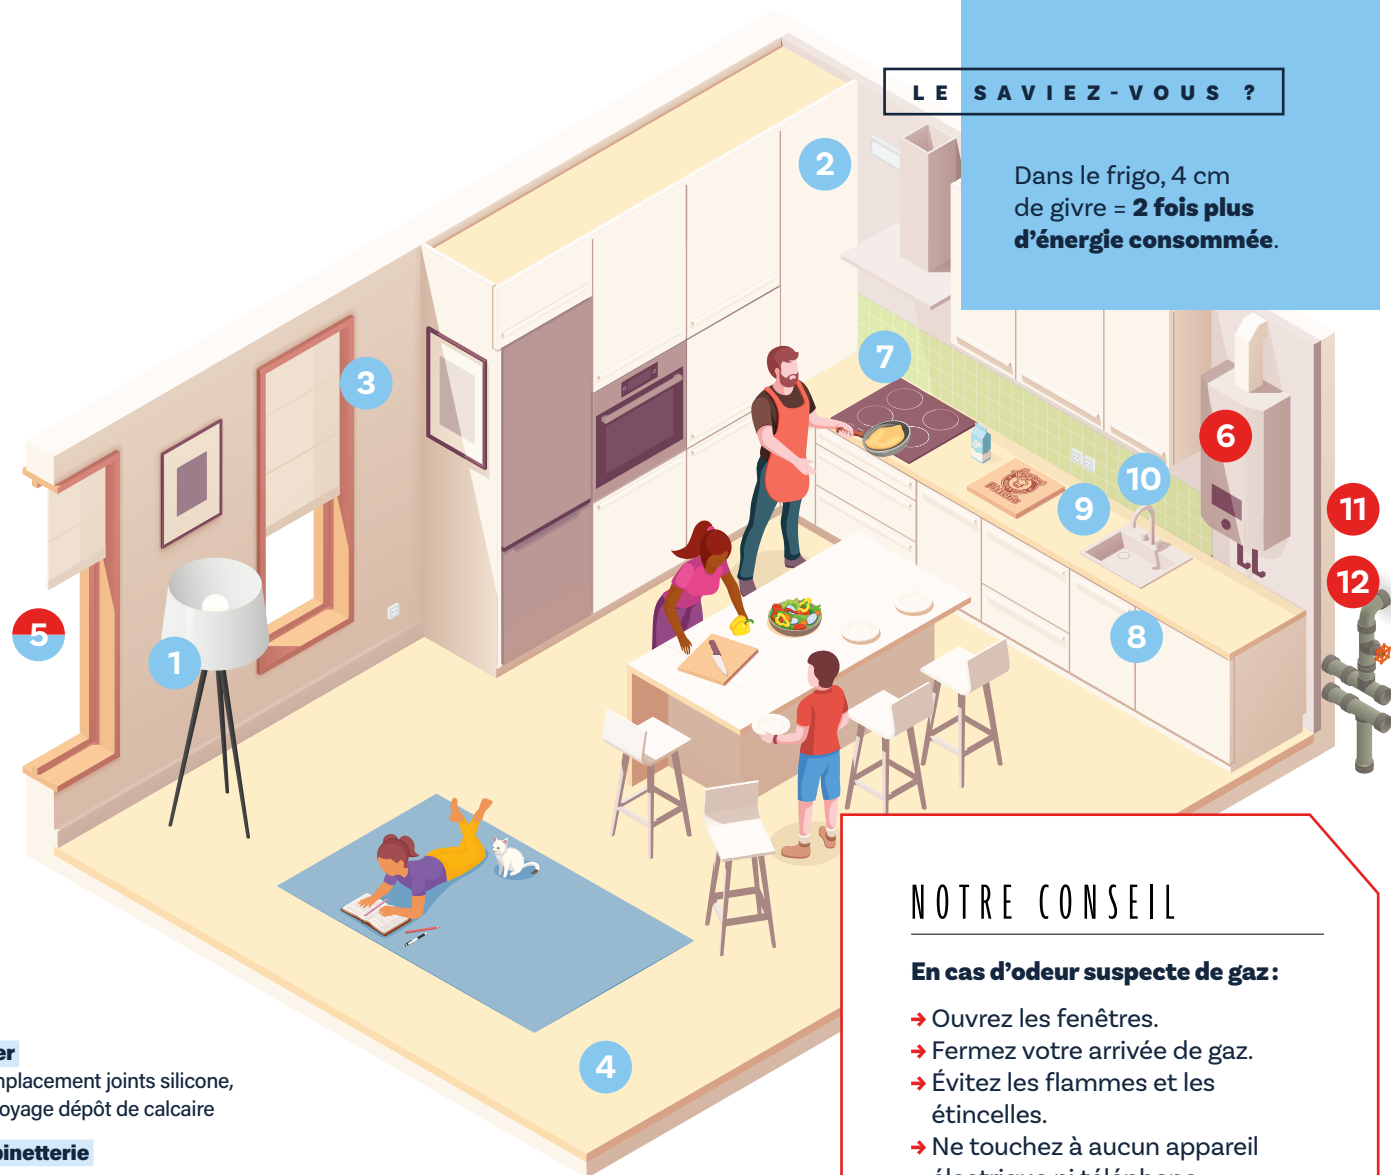 LE SAVIEZ-VOUS ?
Dans le frigo, 4 cm
de givre = 2 fois plus
d’énergie consommée.
2
3
7
6
10
9
11
12
5
1
8
4
NOTRE CONSEIL
En cas d’odeur suspecte de gaz :
→ Ouvrez les fenêtres.
→ Fermez votre arrivée de gaz.
→ Évitez les flammes et les
étincelles.
→ Ne touchez à aucun appareil
er
placement joints silicone,
oyage dépôt de calcaire
binetterie